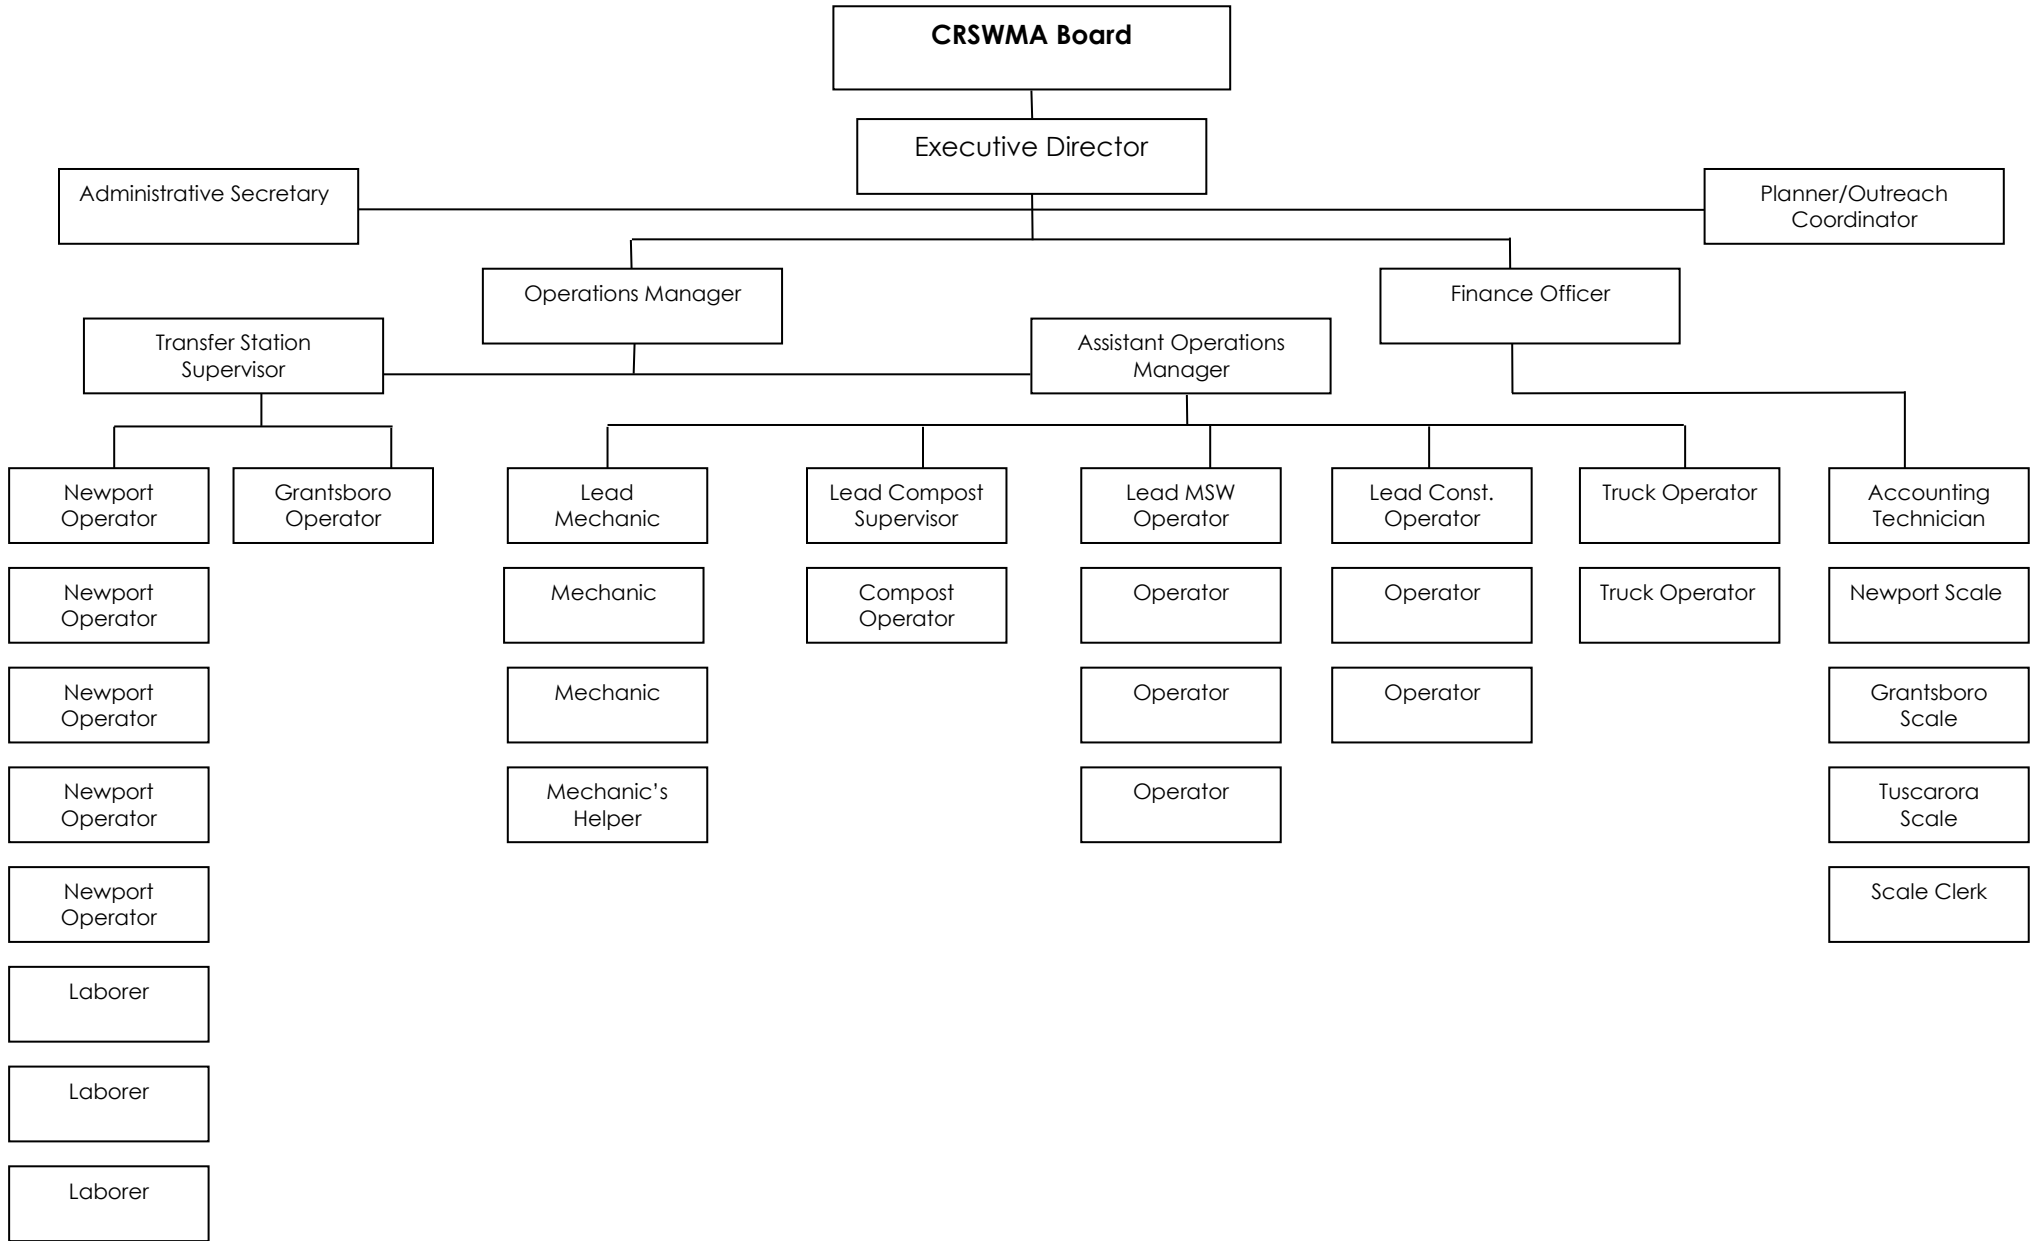 CRSWMA Board
Executive Director
Administrative Secretary
Planner/Outreach
Coordinator
Operations Manager
Finance Officer
Transfer Station
Supervisor
Assistant Operations
Manager
Newport
Operator
Grantsboro
Operator
Lead
Mechanic
Lead Compost
Supervisor
Lead MSW
Operator
Lead Const.
Operator
Truck Operator
Accounting
Technician
Newport
Operator
Mechanic
Compost
Operator
Operator
Operator
Truck Operator
Newport Scale
Newport
Operator
Mechanic
Operator
Operator
Grantsboro
Scale
Newport
Operator
Mechanic’s
Helper
Operator
Tuscarora
Scale
Newport
Operator
Scale Clerk
Laborer
Laborer
Laborer